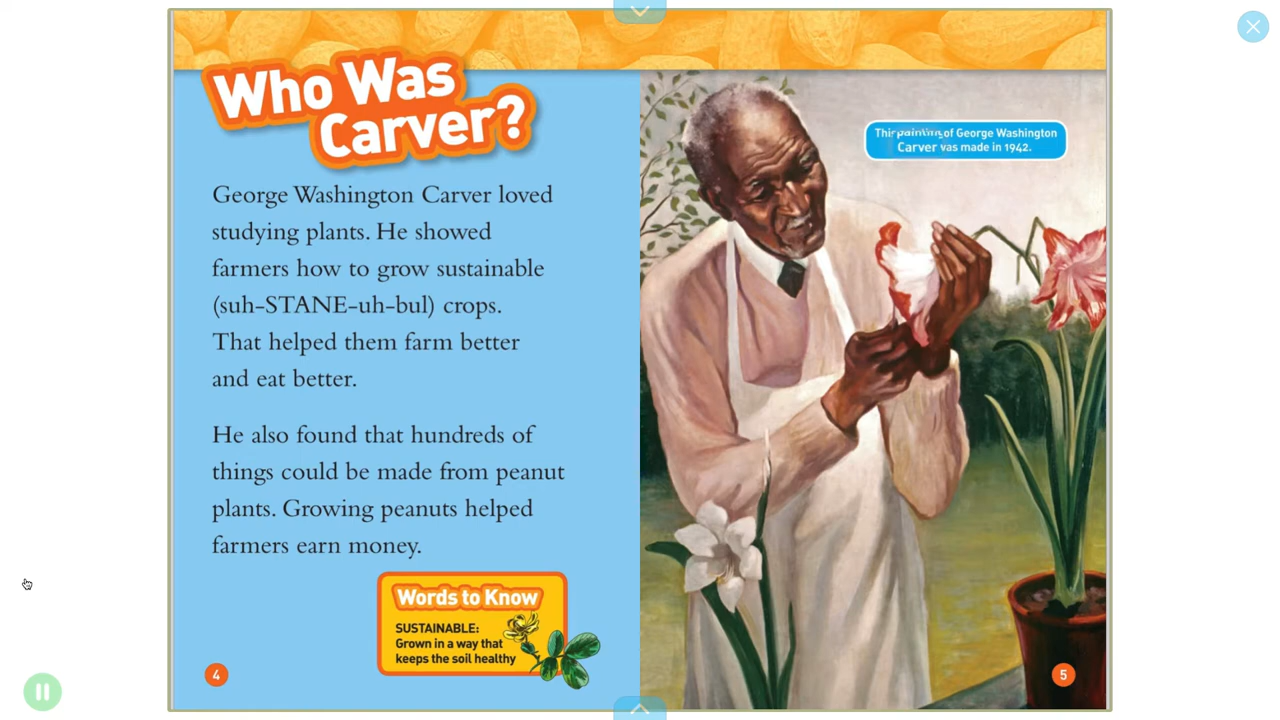 Who Was
Carver?
George Washington Carver loved
studying plants. He showed
farmers how to grow sustainable
(suh-STANE-uh-bul) crops.
That helped them farm better
and eat better.
He also found that hundreds of
things could be made from peanut
plants. Growing peanuts helped
farmers earn money.
Words to Know
SUSTAINABLE:
Grown in a way that
keeps the soil healthy
4
This painting of George Washington
Carver was made in 1942.
5